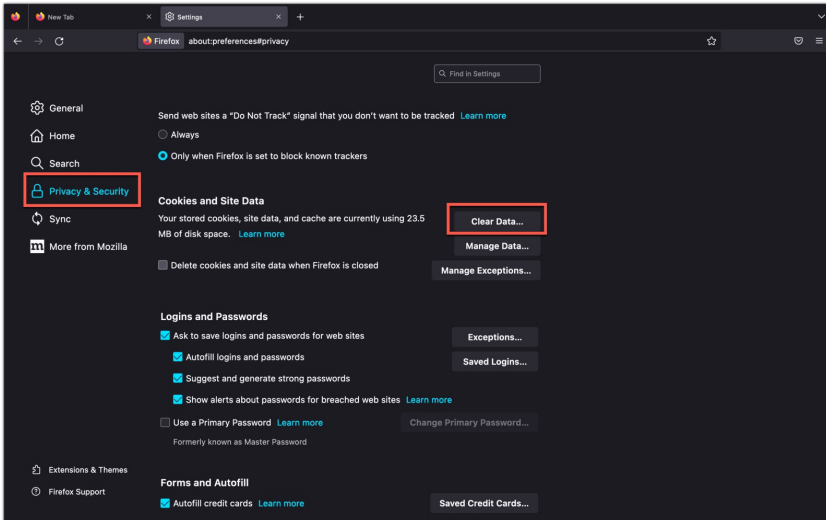 New Tab
Settings
Firefox about:preferences#privacy
Find in Settings
General
Home
Search
Privacy & Security
Sync
More from Mozilla
Extensions & Themes
Firefox Support
Send web sites a “Do Not Track” signal that you don’t want to be tracked Learn more
Always
Only when Firefox is set to block known trackers
Cookies and Site Data
Your stored cookies, site data, and cache are currently using 23.5
MB of disk space. Learn more
Clear Data...
Manage Data...
Delete cookies and site data when Firefox is closed
Manage Exceptions...
Logins and Passwords
Ask to save logins and passwords for web sites
Exceptions...
Autofill logins and passwords
Saved Logins...
Suggest and generate strong passwords
Show alerts about passwords for breached web sites Learn more
Use a Primary Password Learn more
Change Primary Password...
Formerly known as Master Password
Forms and Autofill
Autofill credit cards Learn more
Saved Credit Cards...